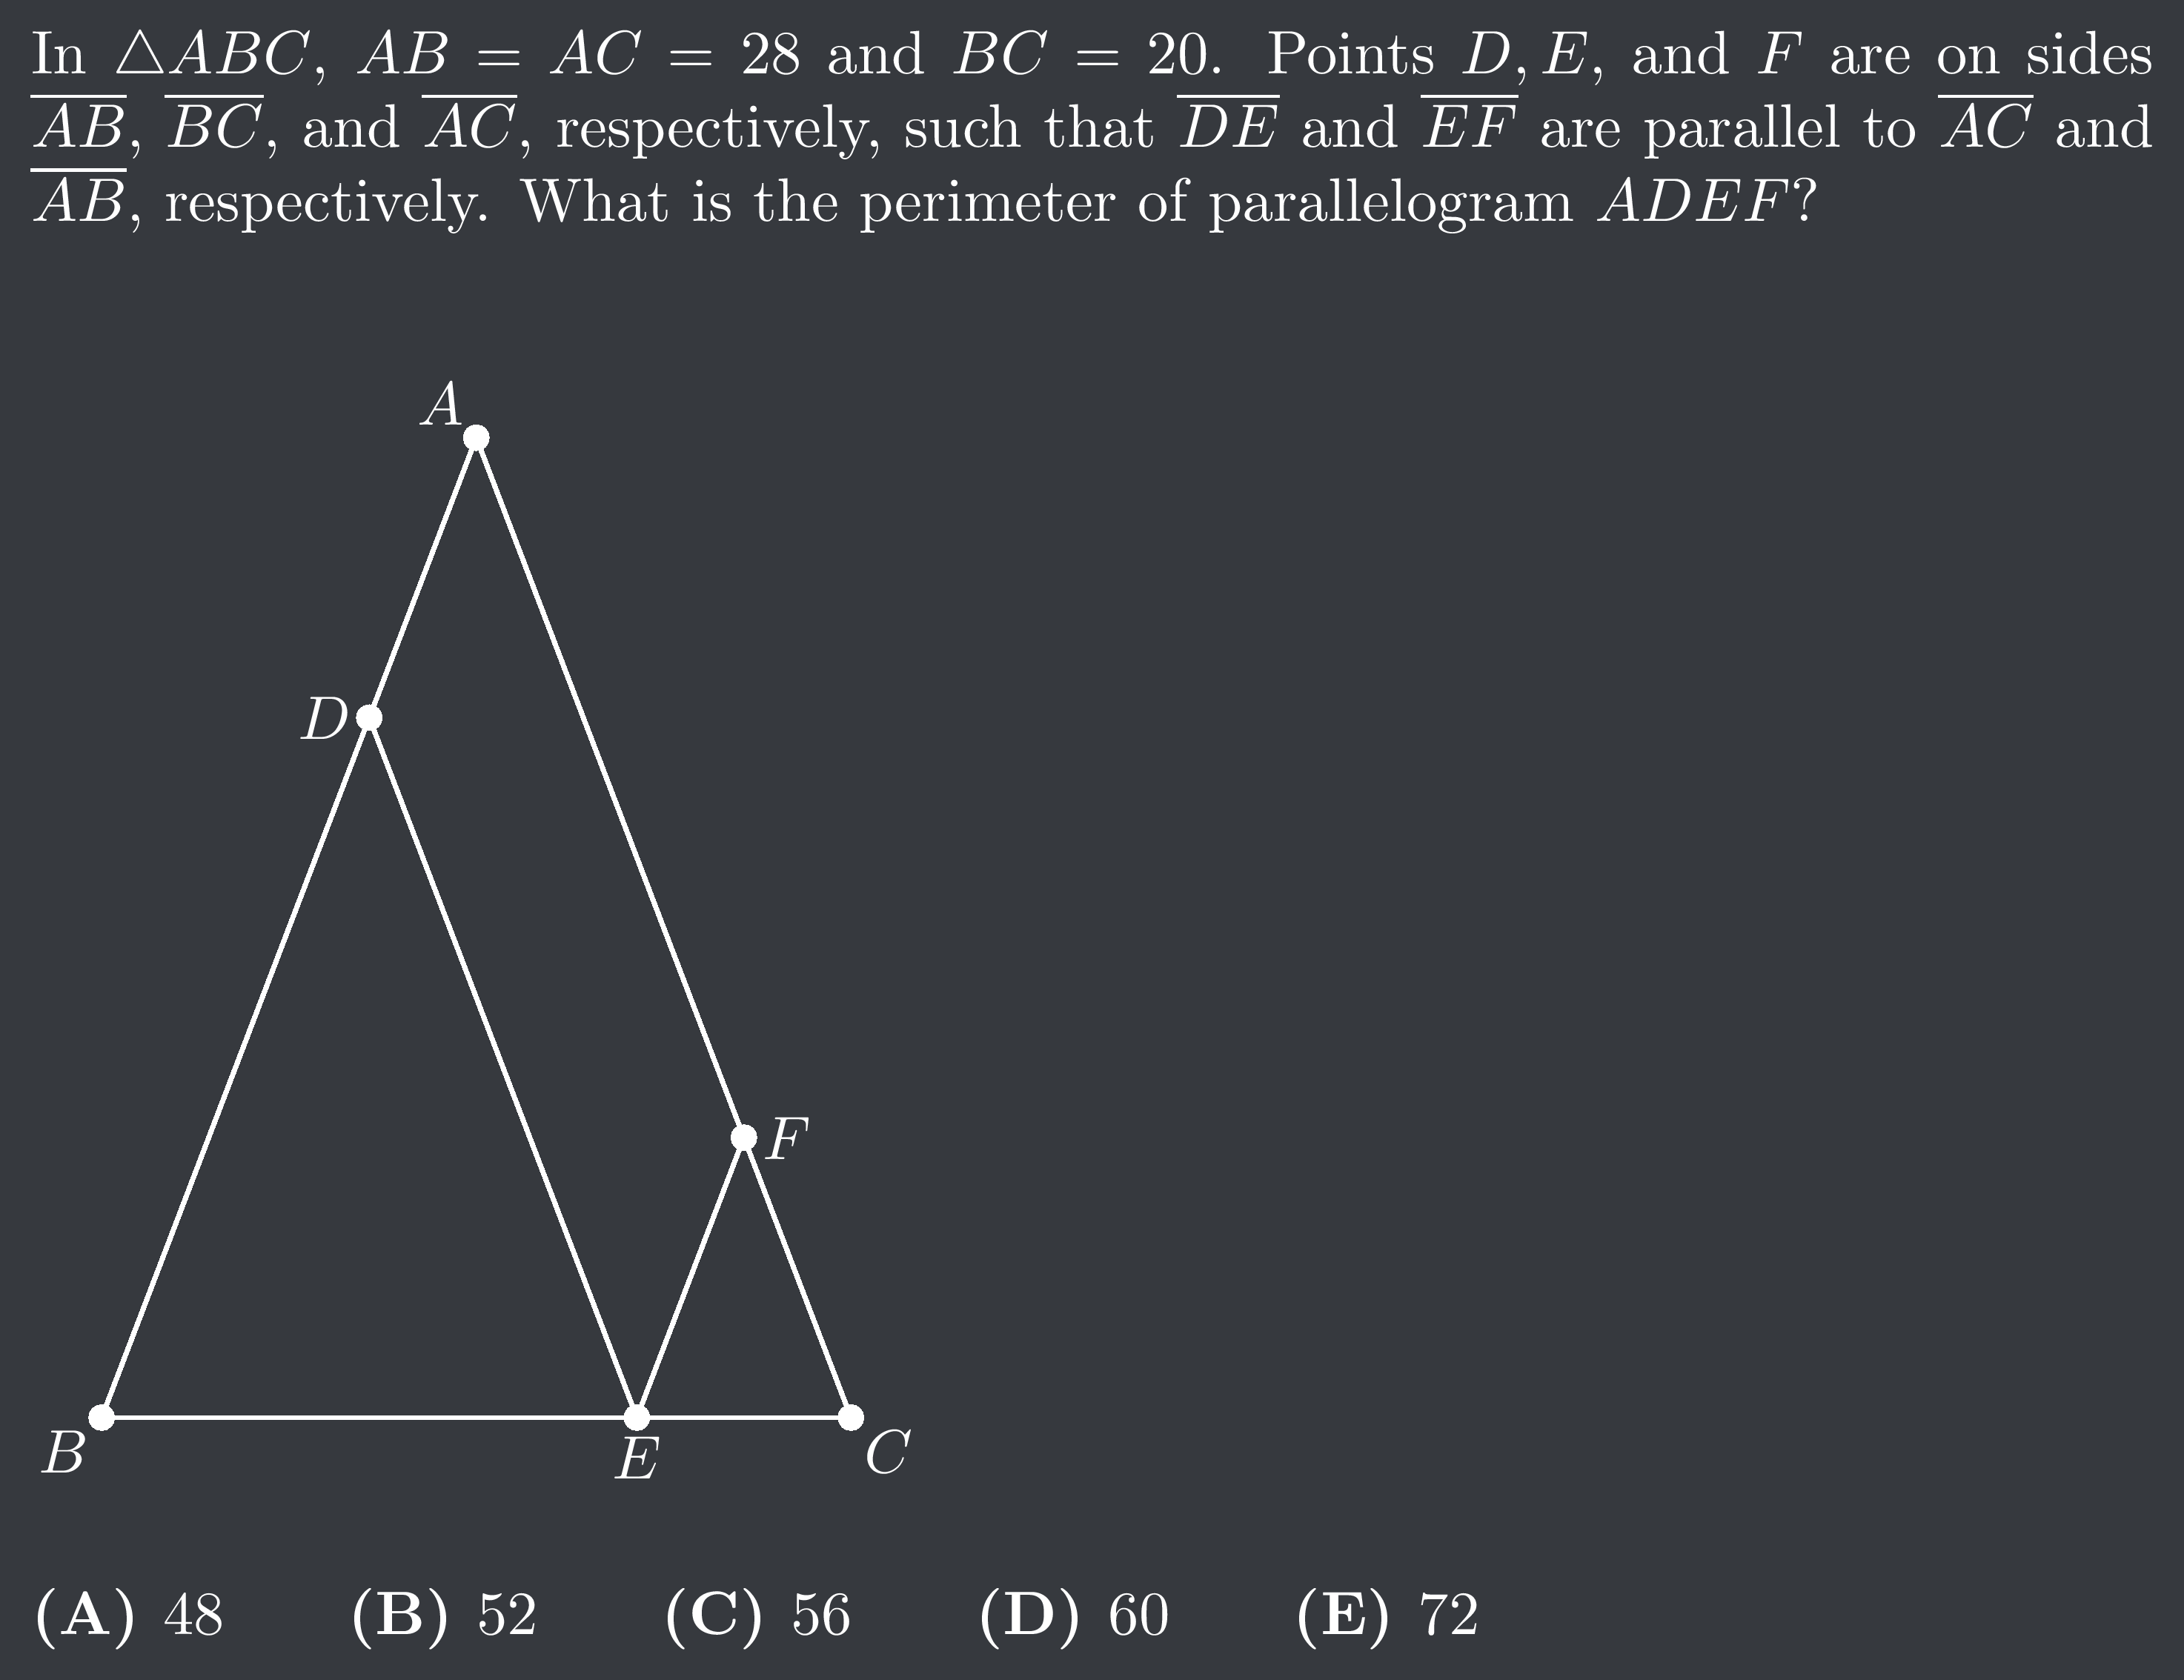 In △ABC, AB = AC = 28 and BC = 20. Points D, E, and F are on sides
$\overline{AB}$, $\overline{BC}$, and $\overline{AC}$, respectively, such that $\overline{DE}$ and $\overline{EF}$ are parallel to $\overline{AC}$ and
$\overline{AB}$, respectively. What is the perimeter of parallelogram ADEF?
A
D
F
B
E
C
(A) 48 (B) 52 (C) 56 (D) 60 (E) 72